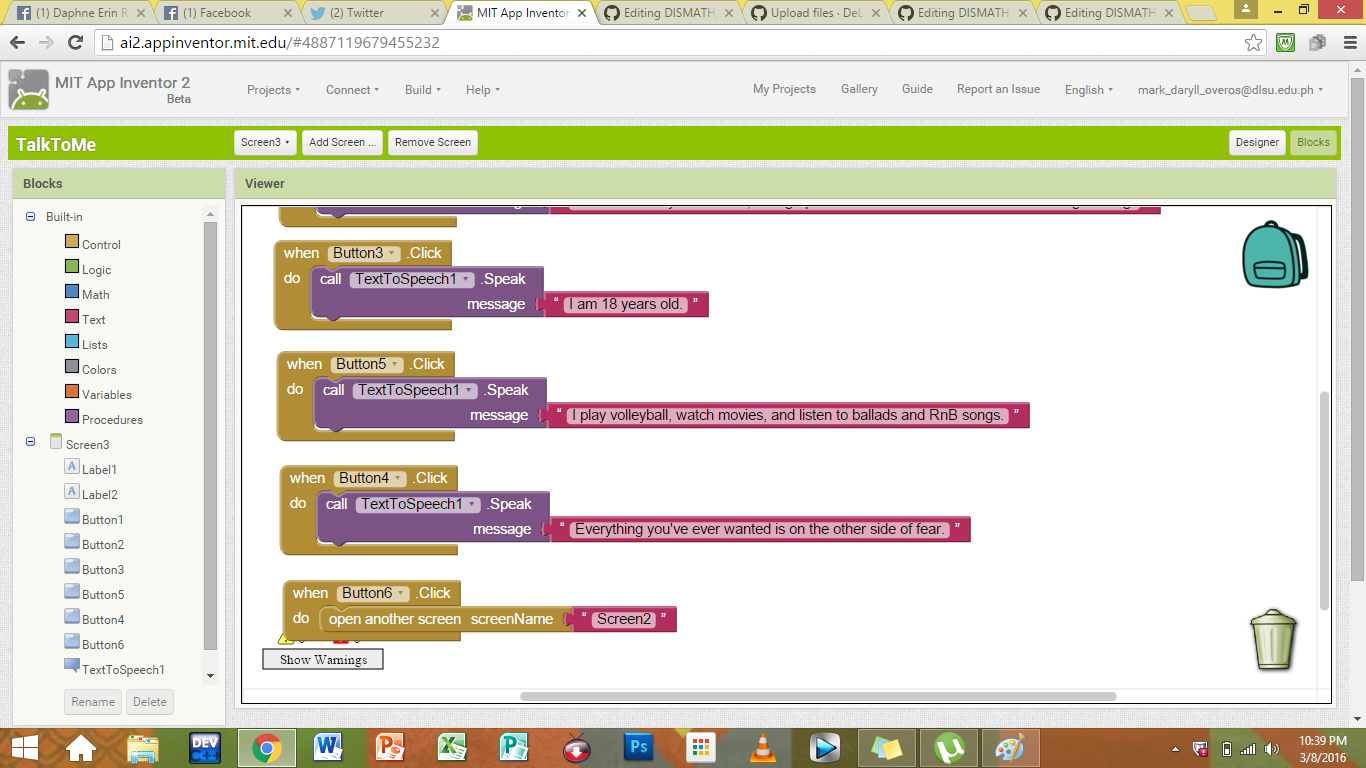 (1) Daphne Erin R
(1) Facebook
(2) Twitter
MIT App Inventor
Editing DISMATH
Upload files · DeL
Editing DISMATH
Editing DISMATH
ai2.appinventor.mit.edu/#4887119679455232
MIT App Inventor 2
Beta
Projects
Connect
Build
Help
My Projects
Gallery
Guide
Report an Issue
English
mark_daryll_overos@dlsu.edu.ph
TalkToMe
Screen3
Add Screen ...
Remove Screen
Designer
Blocks
Blocks
Built-in
Control
Logic
Math
Text
Lists
Colors
Variables
Procedures
Screen3
Label1
Label2
Button1
Button2
Button3
Button5
Button4
Button6
TextToSpeech1
Rename
Delete
Viewer
when Button3 .Click
do call TextToSpeech1 .Speak
message “ I am 18 years old. ”
when Button5 .Click
do call TextToSpeech1 .Speak
message “ I play volleyball, watch movies, and listen to ballads and RnB songs. ”
when Button4 .Click
do call TextToSpeech1 .Speak
message “ Everything you've ever wanted is on the other side of fear. ”
when Button6 .Click
do open another screen screenName “ Screen2 ”
Show Warnings
DEV
C++
10:39 PM
3/8/2016